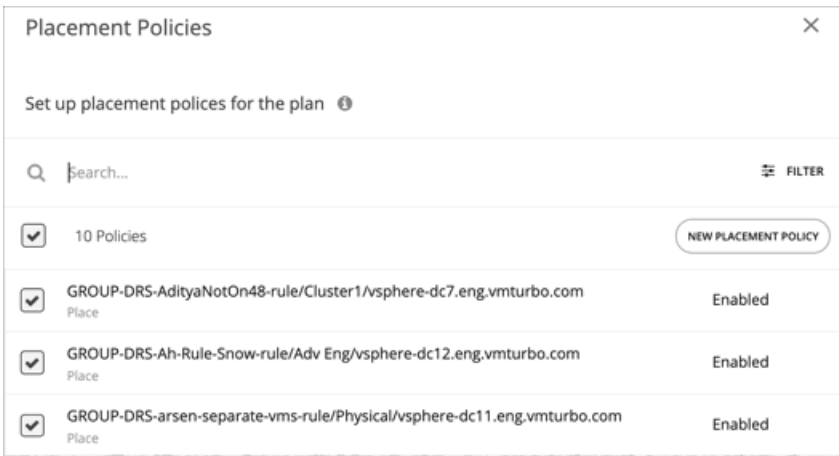 Placement Policies
Set up placement polices for the plan
Search...
FILTER
10 Policies
NEW PLACEMENT POLICY
GROUP-DRS-AdityaNotOn48-rule/Cluster1/vsphere-dc7.eng.vmturbo.com
Enabled
Place
GROUP-DRS-Ah-Rule-Snow-rule/Adv Eng/vsphere-dc12.eng.vmturbo.com
Enabled
Place
GROUP-DRS-arsen-separate-vms-rule/Physical/vsphere-dc11.eng.vmturbo.com
Enabled
Place